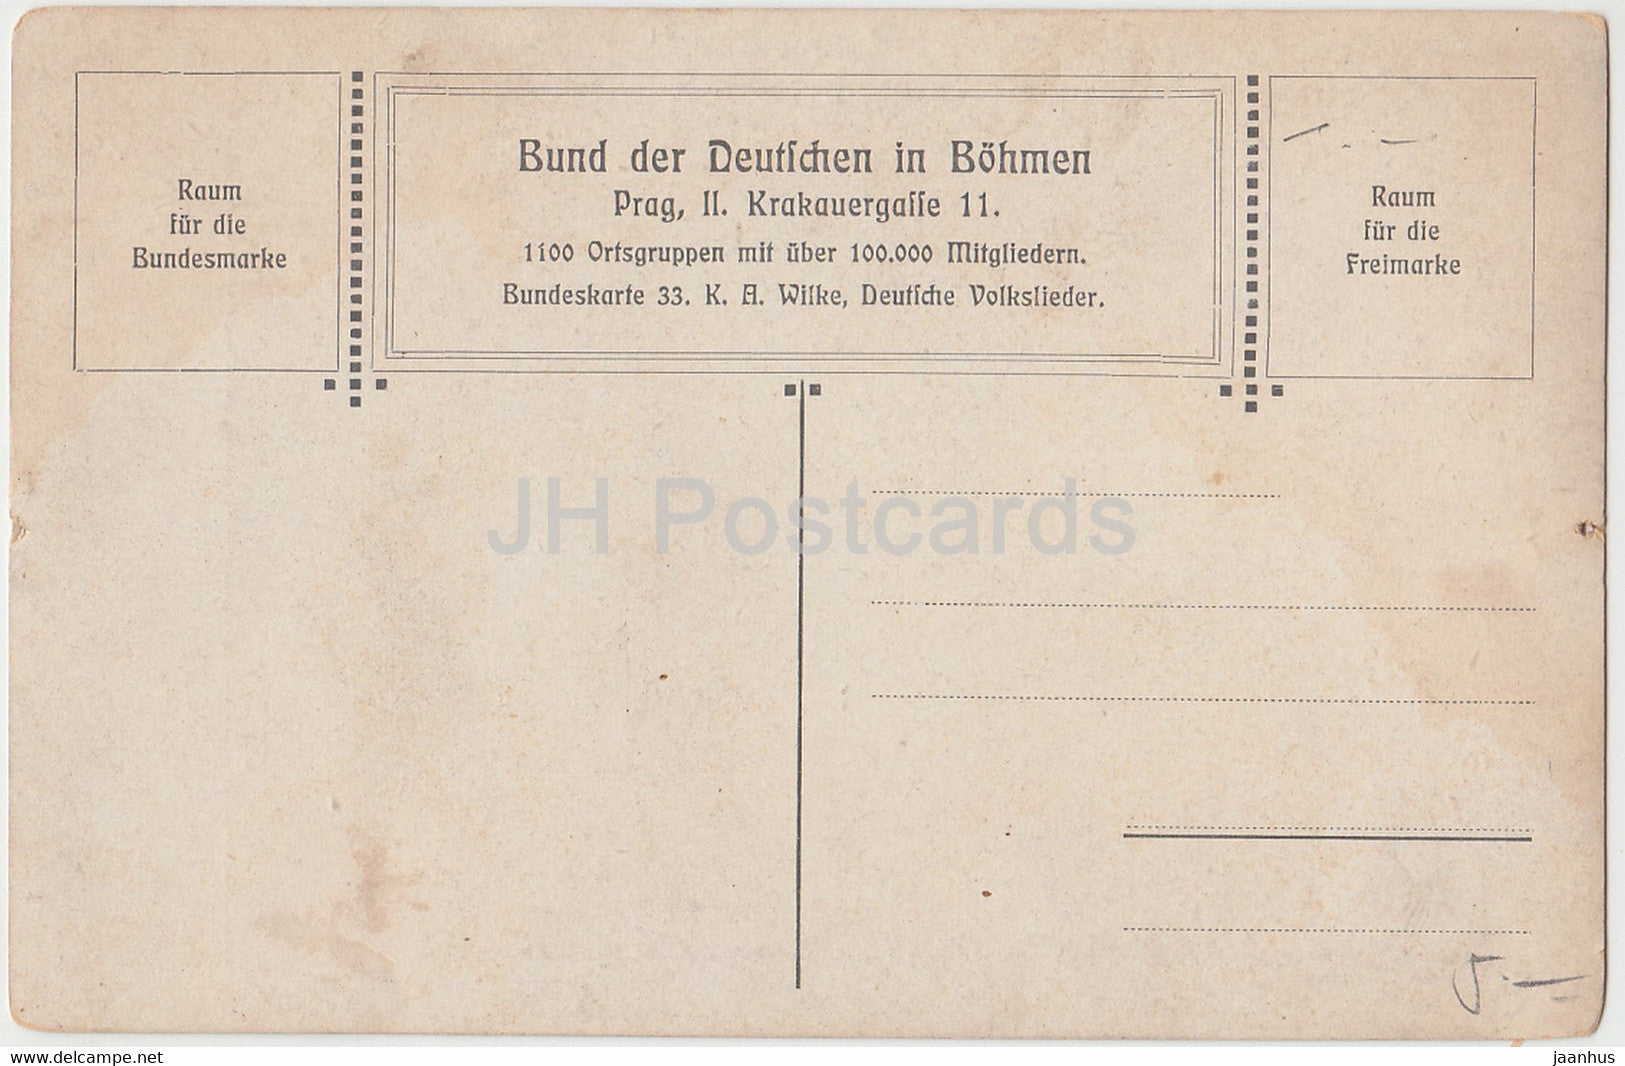 Raum
für die
Bundesmarke
Bund der Deutſchen in Böhmen
Prag, II. Krakauergaſſe 11.
1100 Ortsgruppen mit über 100.000 Mitgliedern.
Bundeskarte 33. K. A. Wilke, Deutſche Volkslieder.
Raum
für die
Freimarke
JH Postcards
5.—
www.delcampe.net
jaanhus